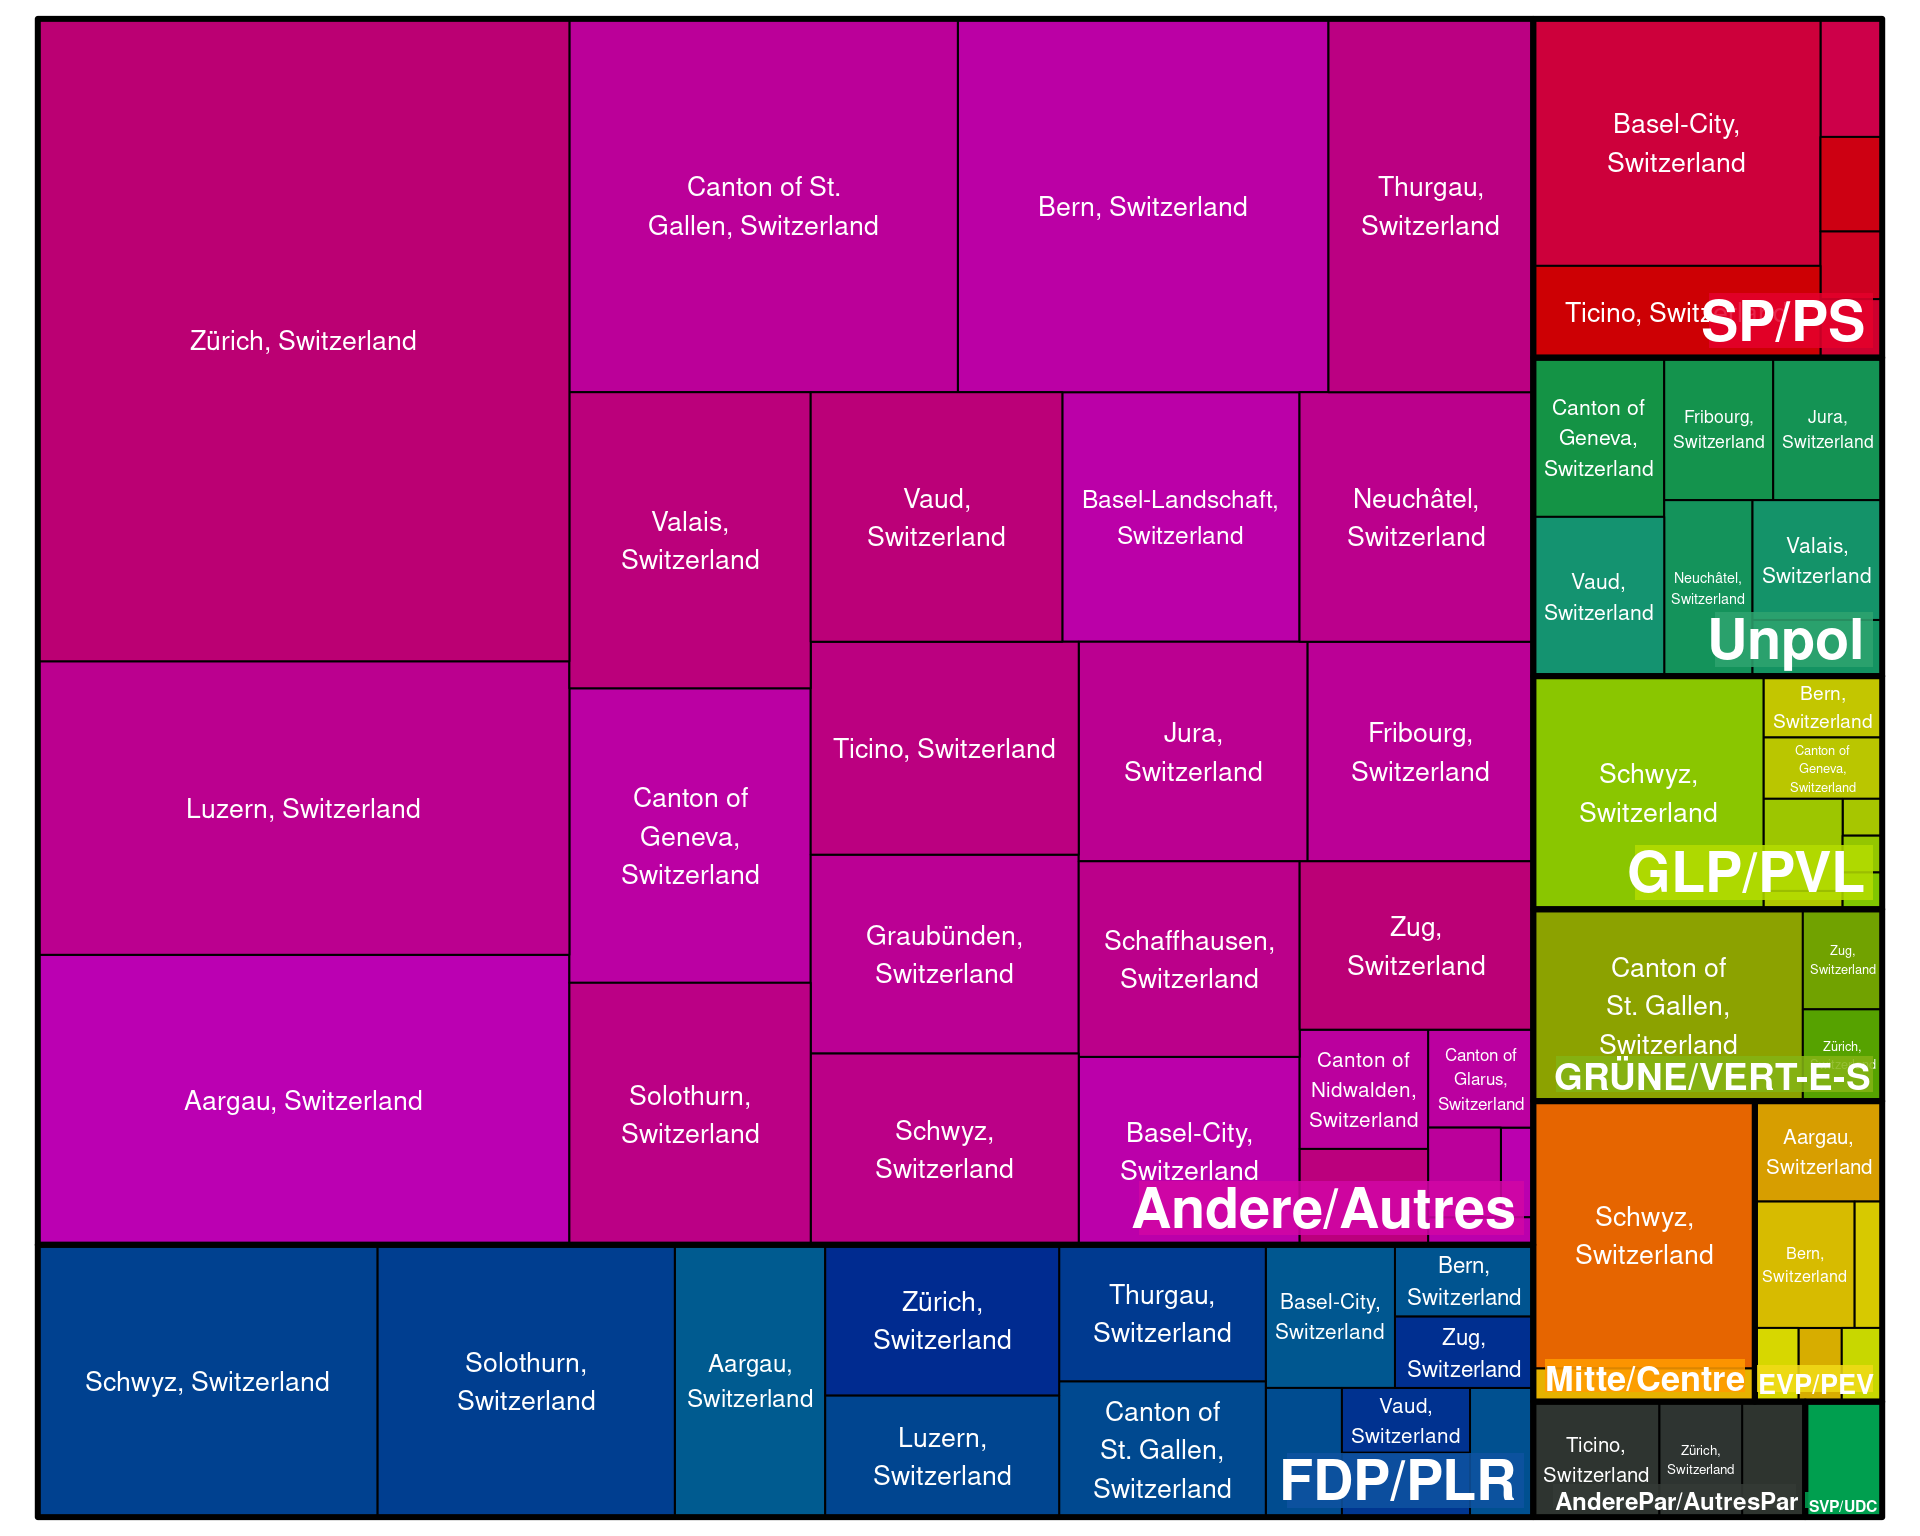 Zürich, Switzerland
Luzern, Switzerland
Aargau, Switzerland
Canton of St.
Gallen, Switzerland
Bern, Switzerland
Thurgau,
Switzerland
Valais,
Switzerland
Vaud,
Switzerland
Basel-Landschaft,
Switzerland
Neuchâtel,
Switzerland
Canton of
Geneva,
Switzerland
Solothurn,
Switzerland
Ticino, Switzerland
Jura,
Switzerland
Fribourg,
Switzerland
Graubünden,
Switzerland
Schaffhausen,
Switzerland
Zug,
Switzerland
Schwyz,
Switzerland
Basel-City,
Switzerland
Canton of
Nidwalden,
Switzerland
Canton of
Glarus,
Switzerland
Andere/Autres
Schwyz, Switzerland
Solothurn,
Switzerland
Aargau,
Switzerland
Zürich,
Switzerland
Luzern,
Switzerland
Thurgau,
Switzerland
Canton of
St. Gallen,
Switzerland
Basel-City,
Switzerland
Bern,
Switzerland
Zug,
Switzerland
Vaud,
Switzerland
FDP/PLR
Basel-City,
Switzerland
Ticino,
SP/PS
Canton of
Geneva,
Switzerland
Fribourg,
Switzerland
Jura,
Switzerland
Vaud,
Switzerland
Neuchâtel,
Switzerland
Valais,
Switzerland
Unpol
Schwyz,
Switzerland
Bern,
Switzerland
Canton of
Geneva,
Switzerland
GLP/PVL
Canton of
St. Gallen,
Switzerland
Zug,
Switzerland
Zürich,
GRÜNE/VERT-E-S
Schwyz,
Switzerland
Mitte/Centre
Aargau,
Switzerland
Bern,
Switzerland
EVP/PEV
Ticino,
Switzerland
Zürich,
Switzerland
AnderePar/AutresPar
SVP/UDC